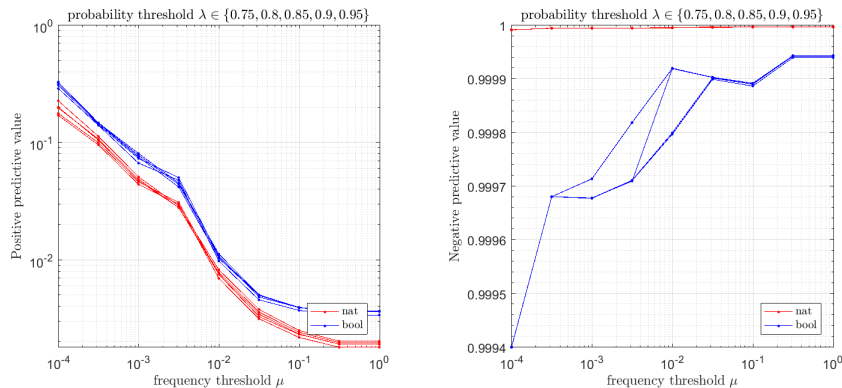 probability threshold λ ∈ {0.75, 0.8, 0.85, 0.9, 0.95}
Positive predictive value
10^0
10^-1
10^-2
10^-4
10^-3
10^-2
10^-1
10^0
frequency threshold μ
nat
bool
probability threshold λ ∈ {0.75, 0.8, 0.85, 0.9, 0.95}
Negative predictive value
1
0.9999
0.9998
0.9997
0.9996
0.9995
0.9994
10^-4
10^-3
10^-2
10^-1
10^0
frequency threshold μ
nat
bool